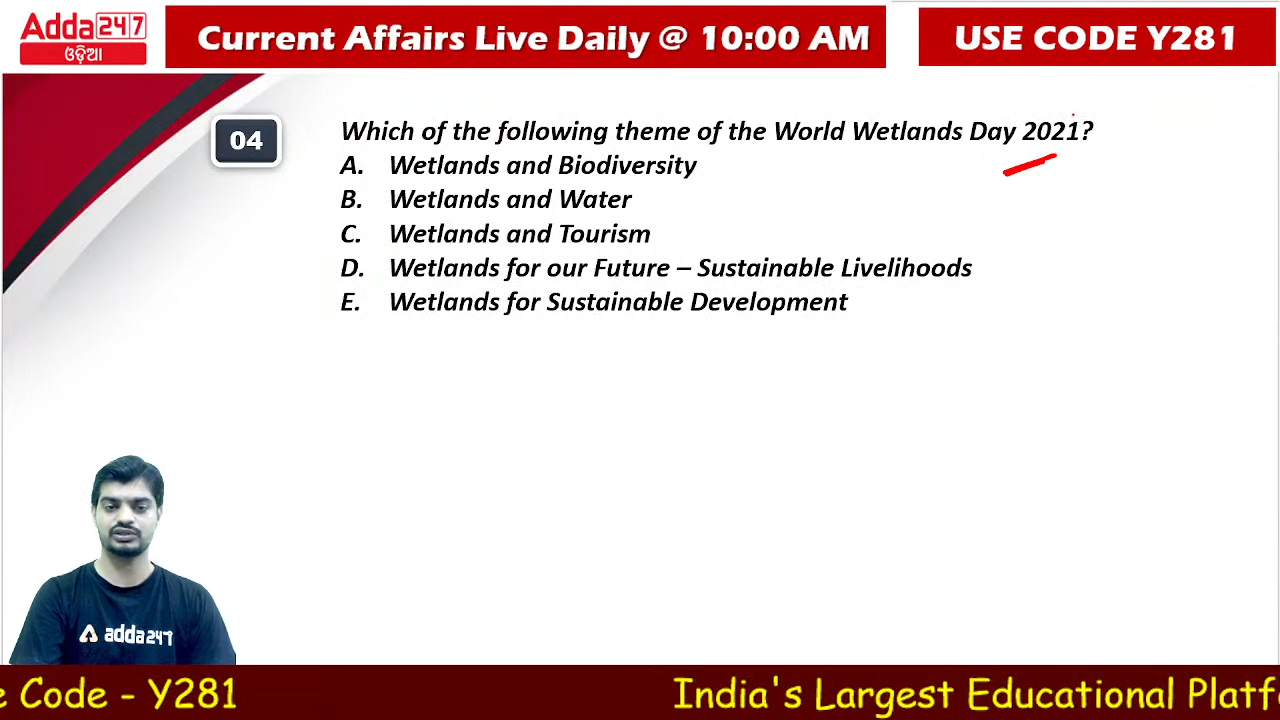 Adda247
ଓଡ଼ିଆ
Current Affairs Live Daily @ 10:00 AM
USE CODE Y281
04
Which of the following theme of the World Wetlands Day 2021?
A. Wetlands and Biodiversity
B. Wetlands and Water
C. Wetlands and Tourism
D. Wetlands for our Future – Sustainable Livelihoods
E. Wetlands for Sustainable Development
adda247
e Code - Y281
India's Largest Educational Platf